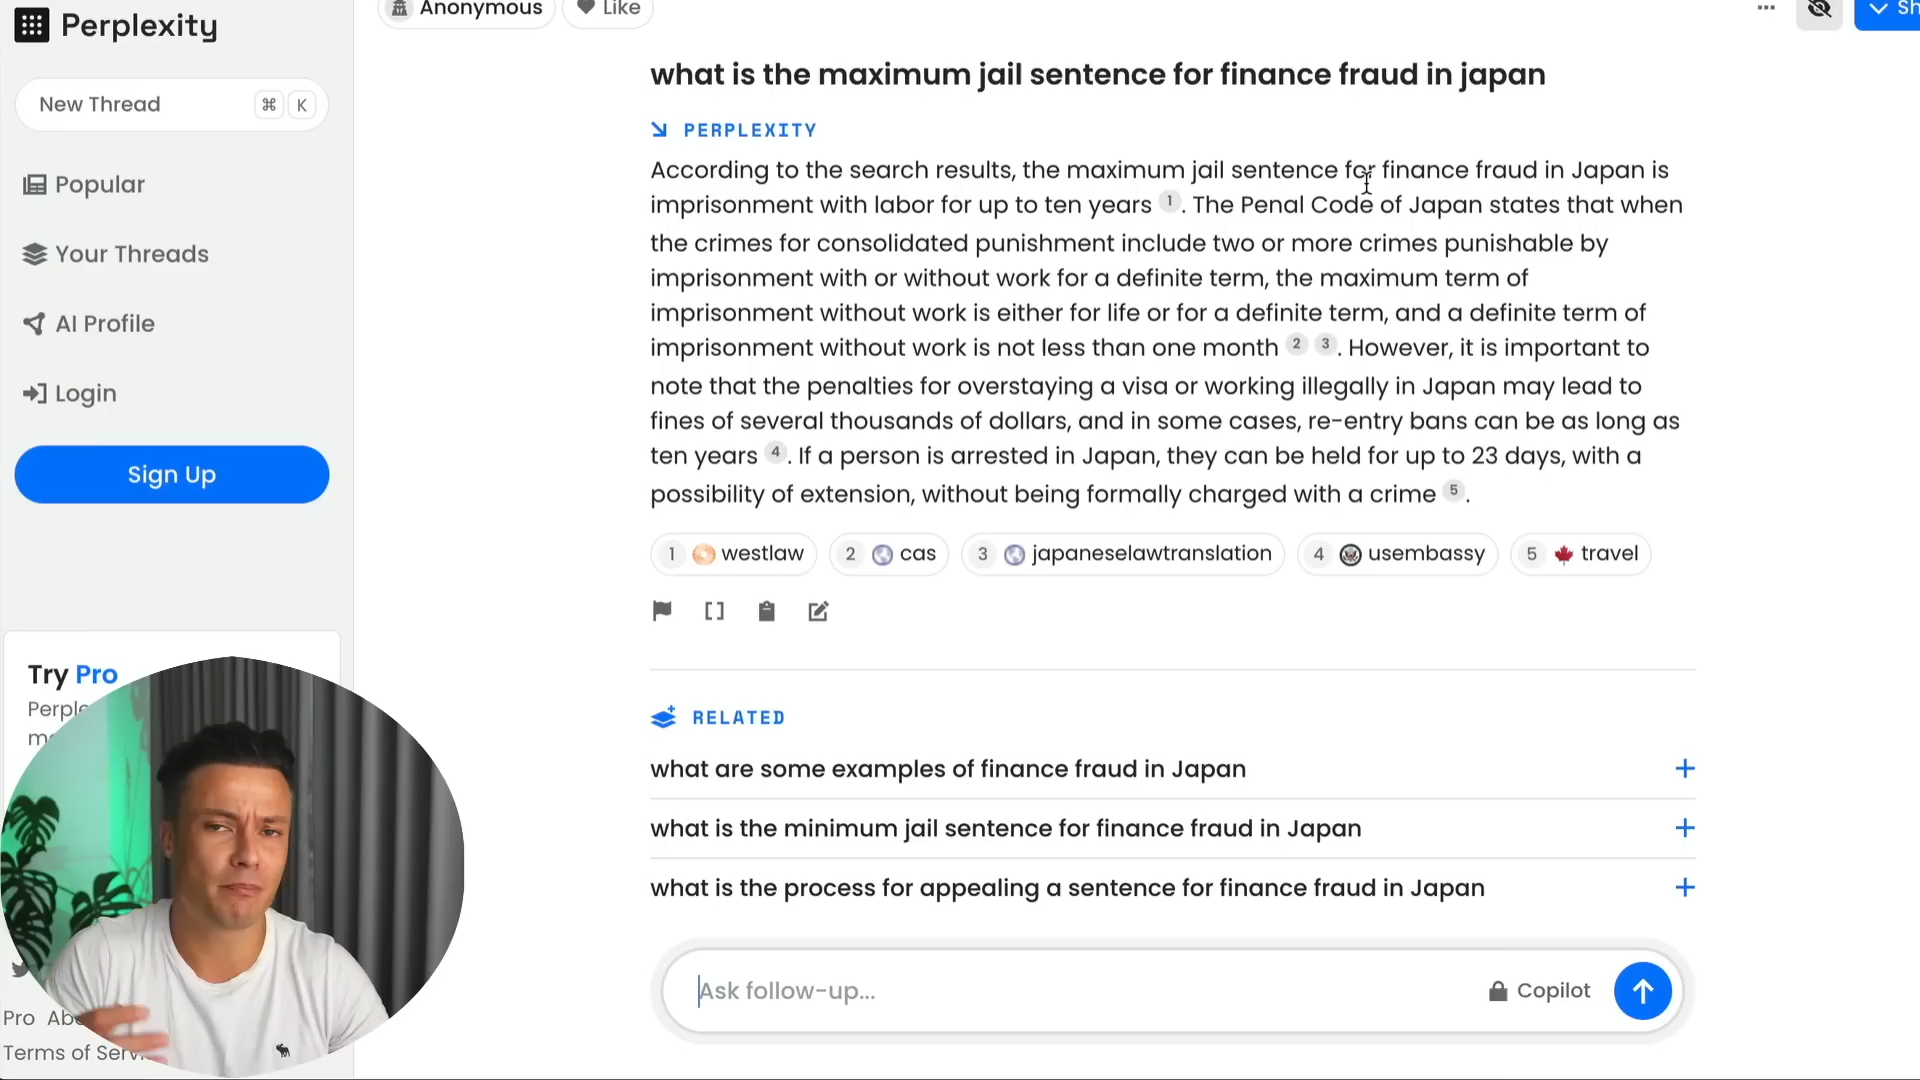 Perplexity
New Thread ⌘ K
Popular
Your Threads
AI Profile
Login
Sign Up
Try Pro
Pro
Terms of
Anonymous
Like
what is the maximum jail sentence for finance fraud in japan
PERPLEXITY
According to the search results, the maximum jail sentence for finance fraud in Japan is
imprisonment with labor for up to ten years 1. The Penal Code of Japan states that when
the crimes for consolidated punishment include two or more crimes punishable by
imprisonment with or without work for a definite term, the maximum term of
imprisonment without work is either for life or for a definite term, and a definite term of
imprisonment without work is not less than one month 2 3. However, it is important to
note that the penalties for overstaying a visa or working illegally in Japan may lead to
fines of several thousands of dollars, and in some cases, re-entry bans can be as long as
ten years 4. If a person is arrested in Japan, they can be held for up to 23 days, with a
possibility of extension, without being formally charged with a crime 5.
1 westlaw 2 cas 3 japaneselawtranslation 4 usembassy 5 travel
RELATED
what are some examples of finance fraud in Japan
what is the minimum jail sentence for finance fraud in Japan
what is the process for appealing a sentence for finance fraud in Japan
Ask follow-up...
Copilot